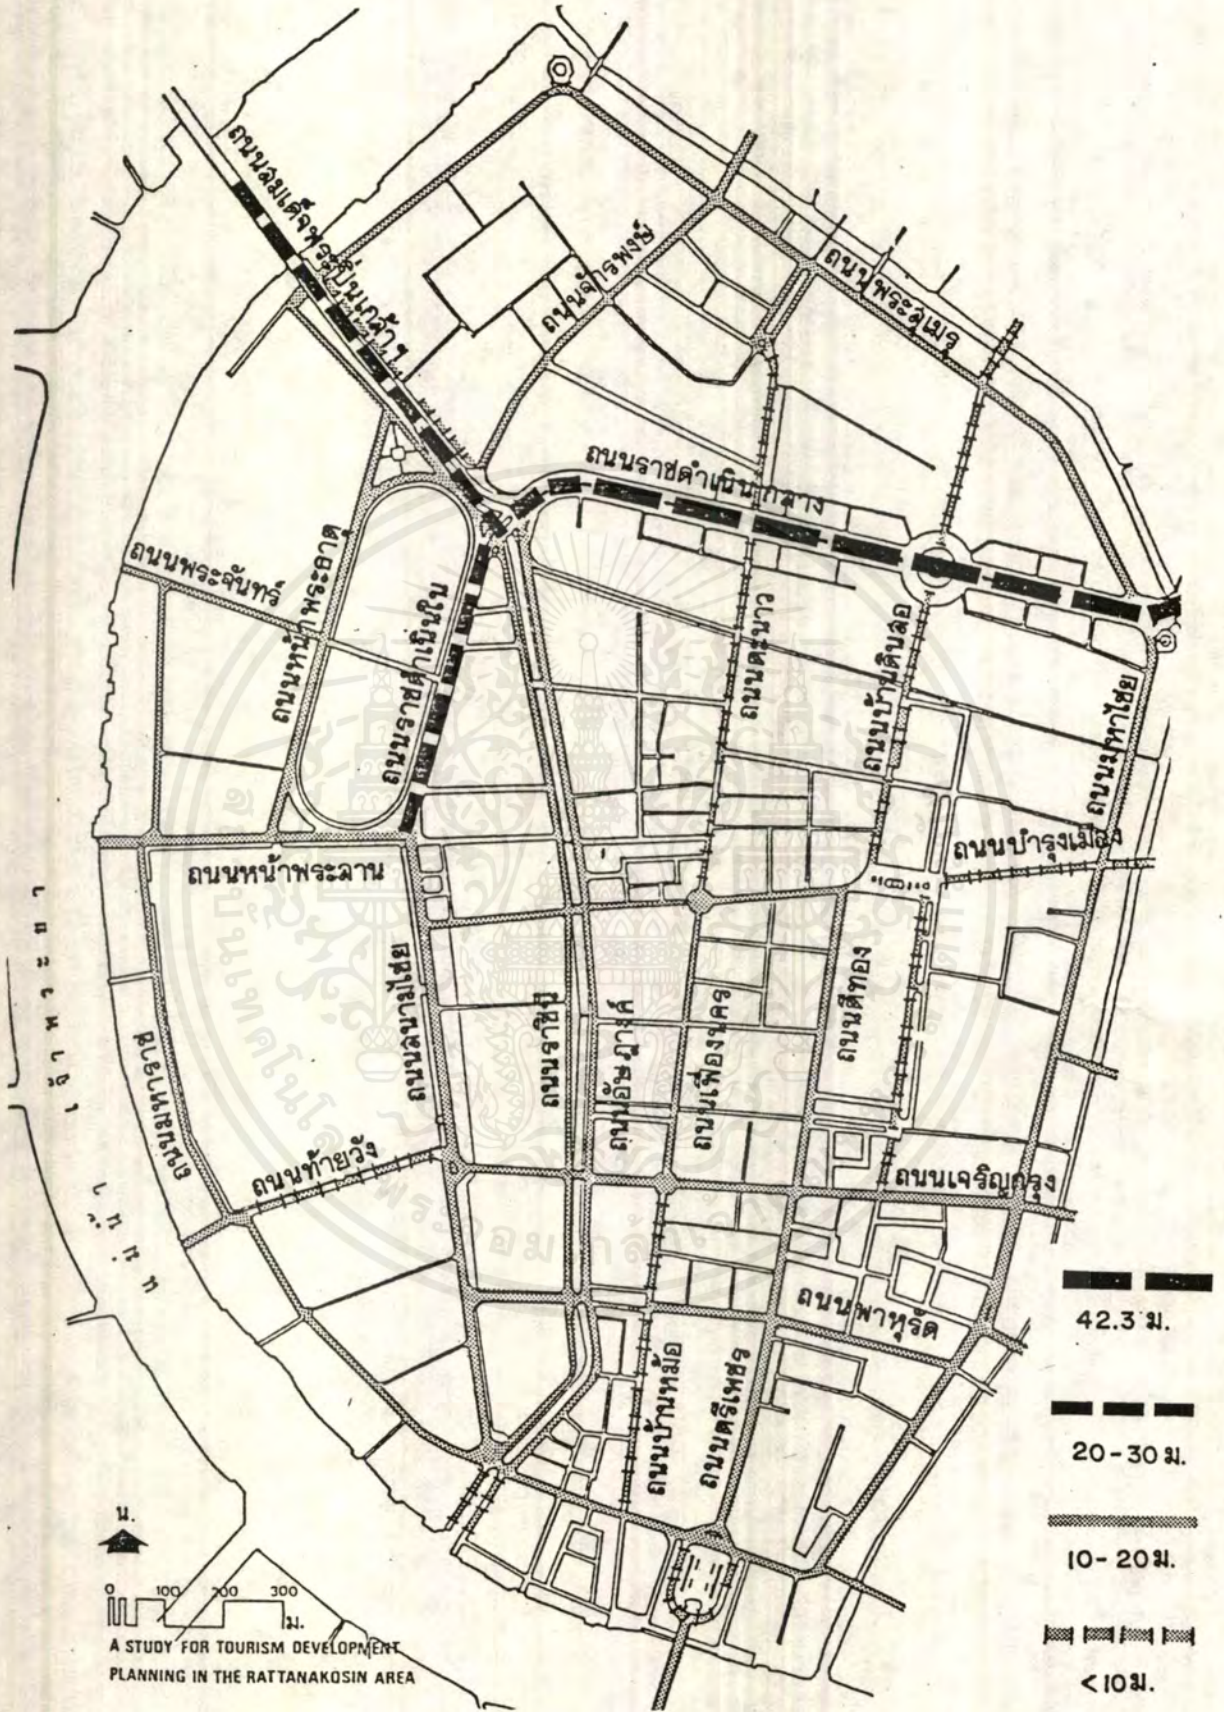 ถนนสมเด็จพระปิ่นเกล้าฯ
ถนนจักรพงษ์
ถนนพระสุเมรุ
ถนนราชดำเนินกลาง
ถนนพระจันทร์
ถนนหน้าพระธาตุ
ถนนราชดำเนินใน
ถนนตะนาว
ถนนบ้านดินสอ
ถนนมหาไชย
ถนนบำรุงเมือง
ถนนหน้าพระลาน
ถนนสนามไชย
ถนนราชินี
ถนนอัษฎางค์
ถนนเฟื่องนคร
ถนนตีทอง
ถนนมหาราช
ถนนท้ายวัง
ถนนเจริญกรุง
ถนนพาหุรัด
ถนนบ้านหม้อ
ถนนตรีเพชร
แม่น้ำ เจ้าพระยา
42.3 ม.
20-30 ม.
10-20 ม.
<10 ม.
น.
0 100 200 300
ม.
A STUDY FOR TOURISM DEVELOPMENT
PLANNING IN THE RATTANAKOSIN AREA